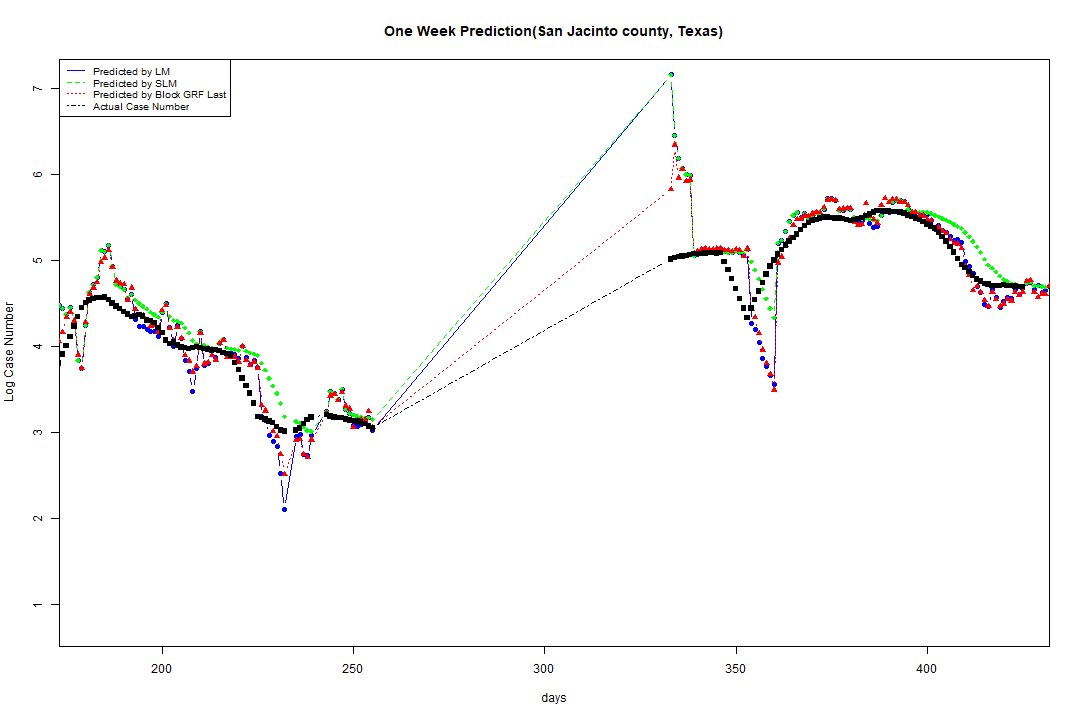 One Week Prediction(San Jacinto county, Texas)
Predicted by LM
Predicted by SLM
Predicted by Block GRF Last
Actual Case Number
7
6
5
4
3
2
1
Log Case Number
200 250 300 350 400
days